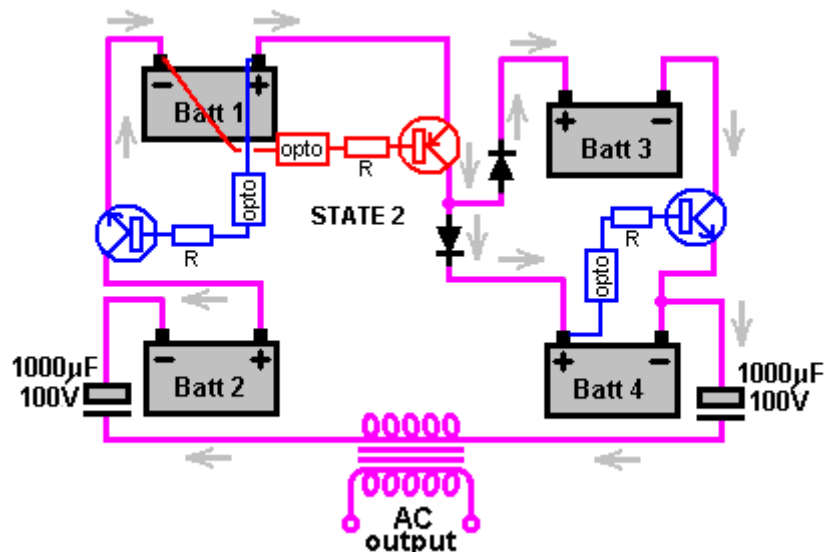 − +
Batt 1
opto
R
opto
R
STATE 2
+ −
Batt 3
R
opto
1000µF
100V
− +
Batt 2
+ −
Batt 4
1000µF
100V
AC
output